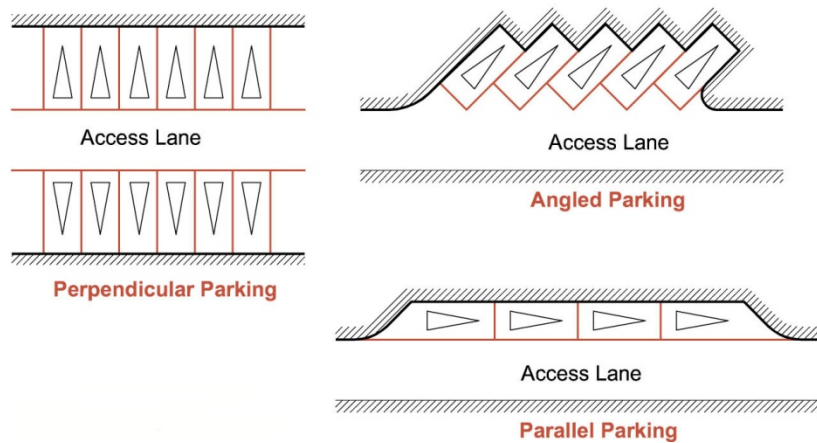 Access Lane
Perpendicular Parking
Access Lane
Angled Parking
Access Lane
Parallel Parking